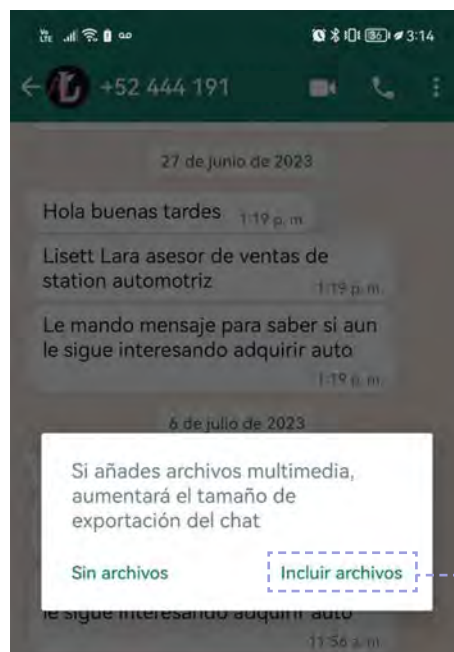 Vo
LTE
36
3:14
+52 444 191
27 de junio de 2023
Hola buenas tardes 1:19 p. m.
Lisett Lara asesor de ventas de
station automotriz 1:19 p. m.
Le mando mensaje para saber si aun
le sigue interesando adquirir auto
1:19 p. m.
6 de julio de 2023
Si añades archivos multimedia,
aumentará el tamaño de
exportación del chat
Sin archivos Incluir archivos
le sigue interesando adquirir auto
11:56 a. m.